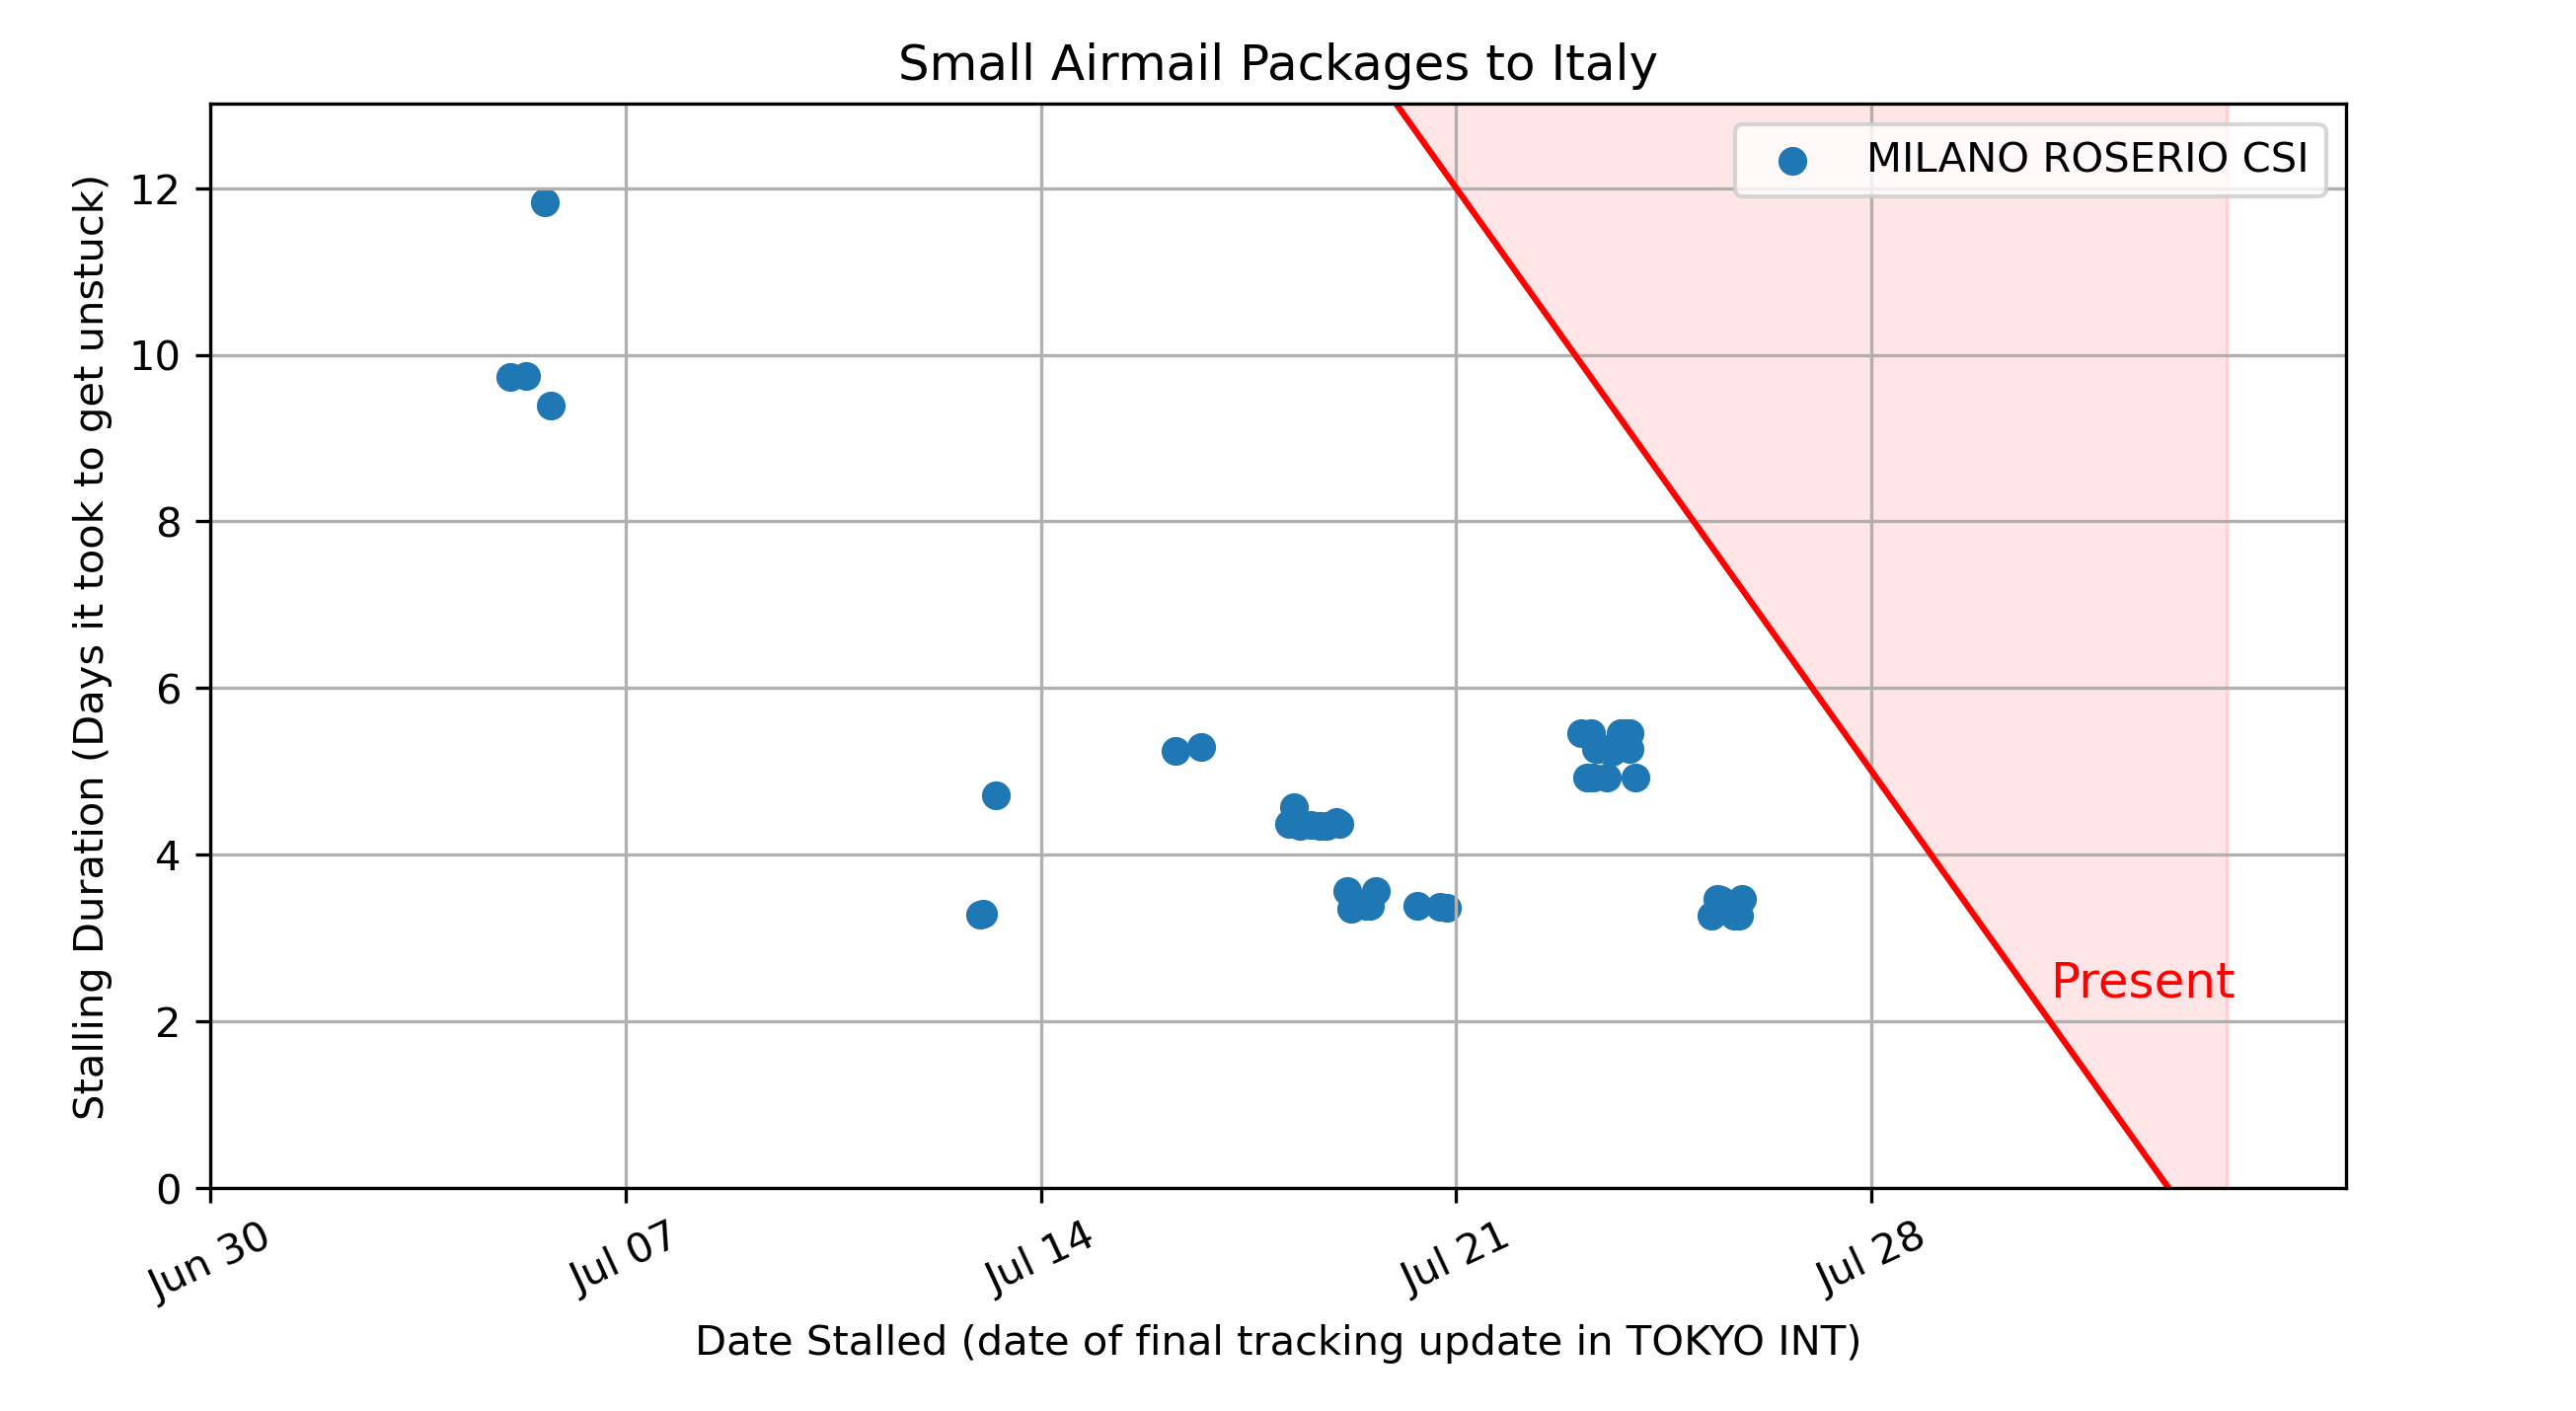 Small Airmail Packages to Italy
MILANO ROSERIO CSI
Stalling Duration (Days it took to get unstuck)
12
10
8
6
4
2
0
Present
Jun 30
Jul 07
Jul 14
Jul 21
Jul 28
Date Stalled (date of final tracking update in TOKYO INT)